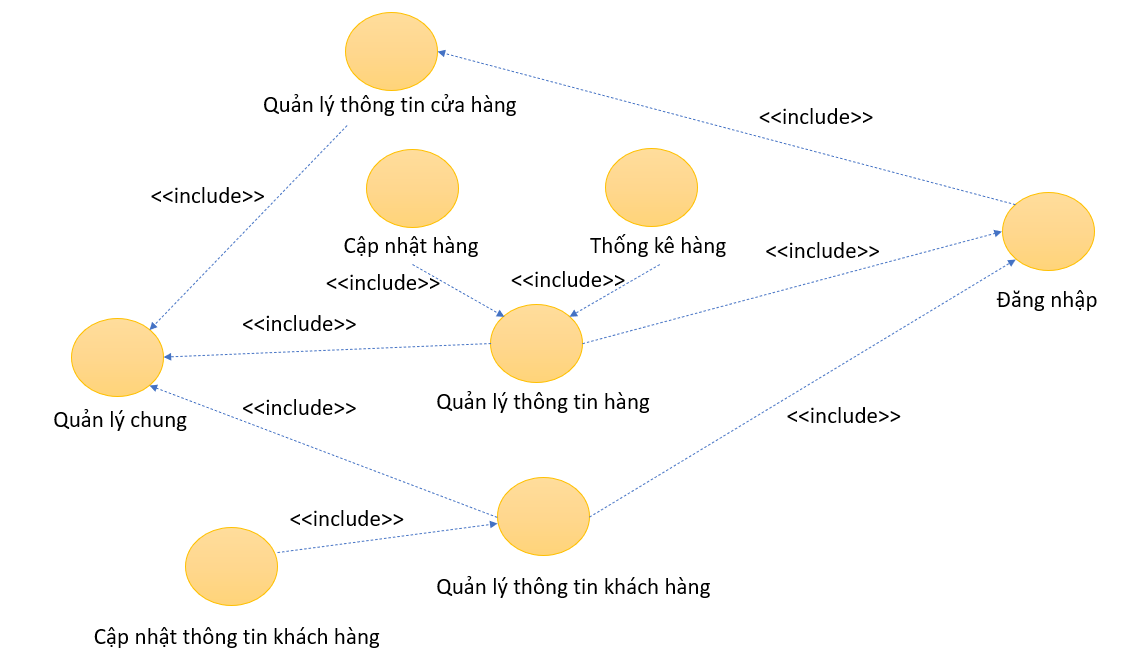 Quản lý thông tin cửa hàng
<<include>>
<<include>>
Cập nhật hàng
Thống kê hàng
<<include>>
<<include>>
<<include>>
Đăng nhập
<<include>>
Quản lý thông tin hàng
<<include>>
<<include>>
Quản lý chung
<<include>>
Quản lý thông tin khách hàng
Cập nhật thông tin khách hàng